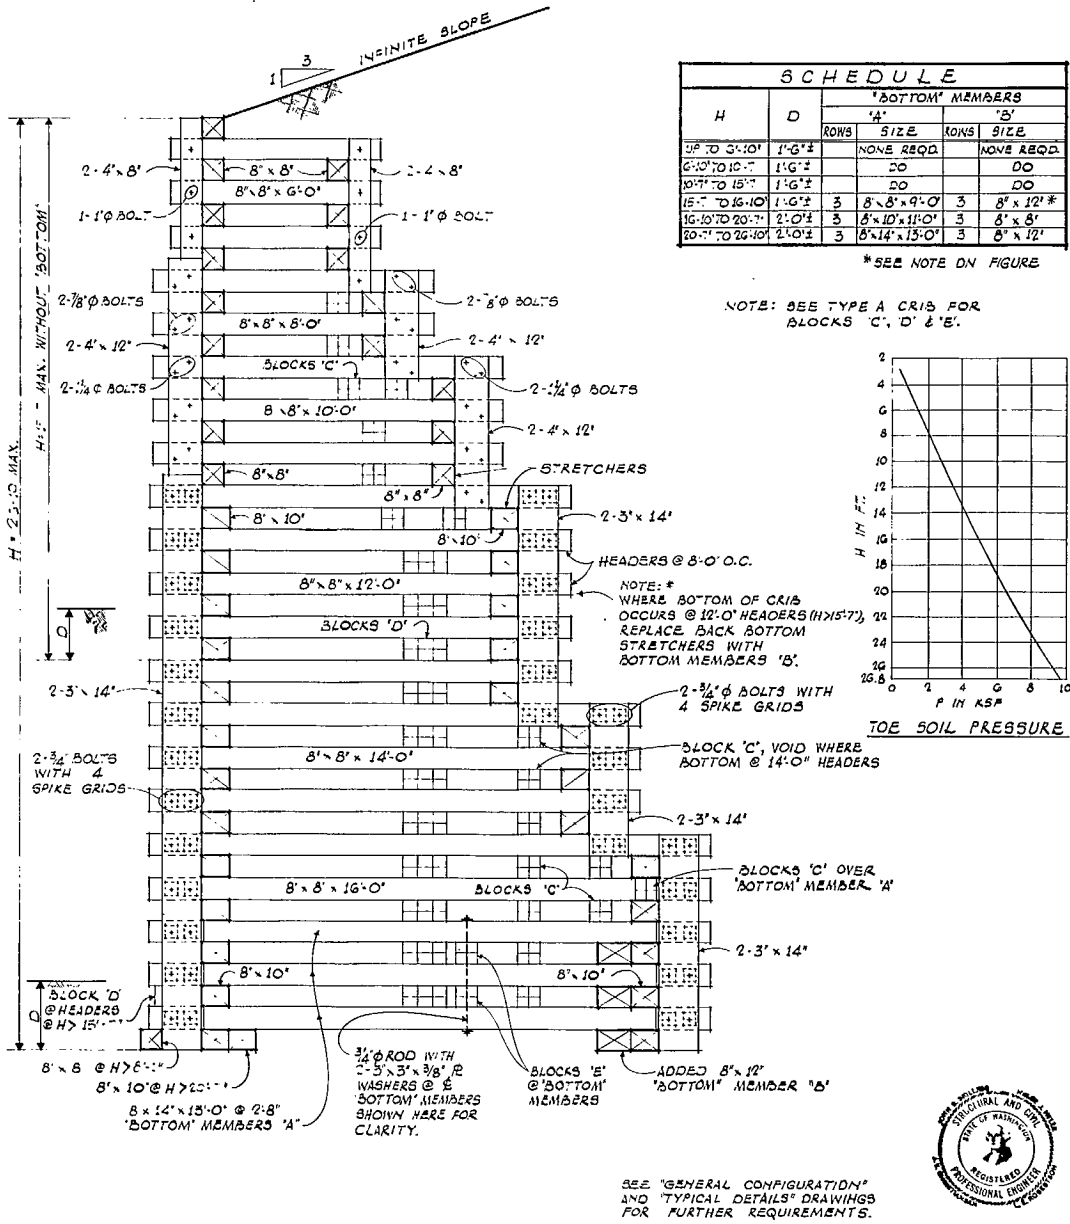 INFINITE SLOPE
3
1
SCHEDULE
H
D
"BOTTOM" MEMBERS
"A"
"B"
ROWS
SIZE
ROWS
SIZE
UP TO 6'-10"
1'-6"±
NONE REQD.
NONE REQD.
6'-10" TO 10'-7"
1'-6"±
DO
DO
10'-7" TO 15'-7"
1'-6"±
DO
DO
15'-7" TO 16'-10"
1'-6"±
3
8"x8"x9'-0"
3
8" x 12" *
16'-10" TO 20'-7"
2'-0"±
3
8"x10"x11'-0"
3
8" x 8"
20'-7" TO 26'-10"
2'-0"±
3
8"x14"x13'-0"
3
8" x 12"
*SEE NOTE ON FIGURE
NOTE: SEE TYPE A CRIB FOR
BLOCKS 'C', 'D' & 'E'.
2-4"x8"
8"x8"
2-4"x8"
8"x8"x6'-0"
1-1"φ BOLT
1-1"φ BOLT
2-7/8"φ BOLTS
2-7/8"φ BOLTS
8"x8"x8'-0"
2-4"x12"
2-4"x12"
BLOCKS 'C'
2-1/4"φ BOLTS
2-1/4"φ BOLTS
8"x8"x10'-0"
2-4"x12"
8"x8"
8"x8"
STRETCHERS
8"x10"
8"x10"
2-3"x14"
HEADERS @ 8'-0" O.C.
8"x8"x12'-0"
NOTE: *
WHERE BOTTOM OF CRIB
OCCURS @ 12'-0" HEADERS (H>15'-7"),
REPLACE BACK BOTTOM
STRETCHERS WITH
BOTTOM MEMBERS 'B'.
BLOCKS 'D'
D
MAX. WITHOUT 'BOTTOM'
MAX.
2-3"x14"
2-3/4"φ BOLTS WITH
4 SPIKE GRIDS
8"x8"x14'-0"
BLOCK 'C', VOID WHERE
BOTTOM @ 14'-0" HEADERS
2-3/4" BOLTS
WITH 4
SPIKE GRIDS
2-3"x14"
8"x8"x16'-0"
BLOCKS 'C'
BLOCKS 'C' OVER
'BOTTOM' MEMBER 'A'
2-3"x14"
8"x10"
8"x10"
D
BLOCK 'D'
@ HEADERS
8"x8" @
8"x10" @
8"x14"x13'-0" @ 2'-8"
'BOTTOM' MEMBERS 'A'
3/4"φ ROD WITH
2-3"x3"x3/8" PL
WASHERS @ ℄
'BOTTOM' MEMBERS
SHOWN HERE FOR
CLARITY.
BLOCKS 'E'
@ 'BOTTOM'
MEMBERS
ADDED 8"x12"
'BOTTOM' MEMBER 'B'
2
4
6
8
10
12
14
16
18
20
22
24
26
26.8
H IN FT.
0
2
4
6
8
10
P IN KSF
TOE SOIL PRESSURE
STRUCTURAL AND CIVIL
STATE OF WASHINGTON
REGISTERED
PROFESSIONAL ENGINEER
SEE "GENERAL CONFIGURATION"
AND "TYPICAL DETAILS" DRAWINGS
FOR FURTHER REQUIREMENTS.